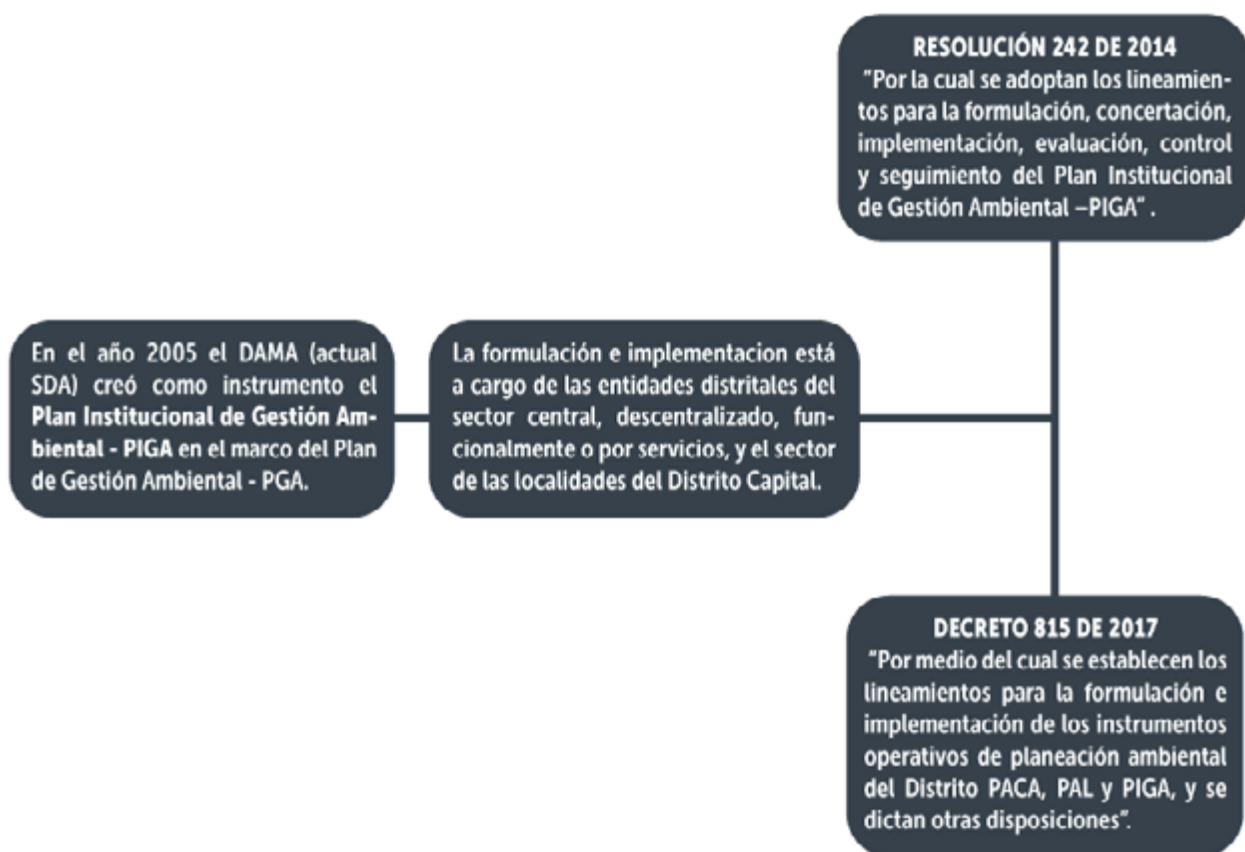 RESOLUCIÓN 242 DE 2014
"Por la cual se adoptan los lineamien-
tos para la formulación, concertación,
implementación, evaluación, control
y seguimiento del Plan Institucional
de Gestión Ambiental –PIGA" .
En el año 2005 el DAMA (actual
SDA) creó como instrumento el
Plan Institucional de Gestión Am-
biental - PIGA en el marco del Plan
de Gestión Ambiental - PGA.
La formulación e implementacion está
a cargo de las entidades distritales del
sector central, descentralizado, fun-
cionalmente o por servicios, y el sector
de las localidades del Distrito Capital.
DECRETO 815 DE 2017
"Por medio del cual se establecen los
lineamientos para la formulación e
implementación de los instrumentos
operativos de planeación ambiental
del Distrito PACA, PAL y PIGA, y se
dictan otras disposiciones".